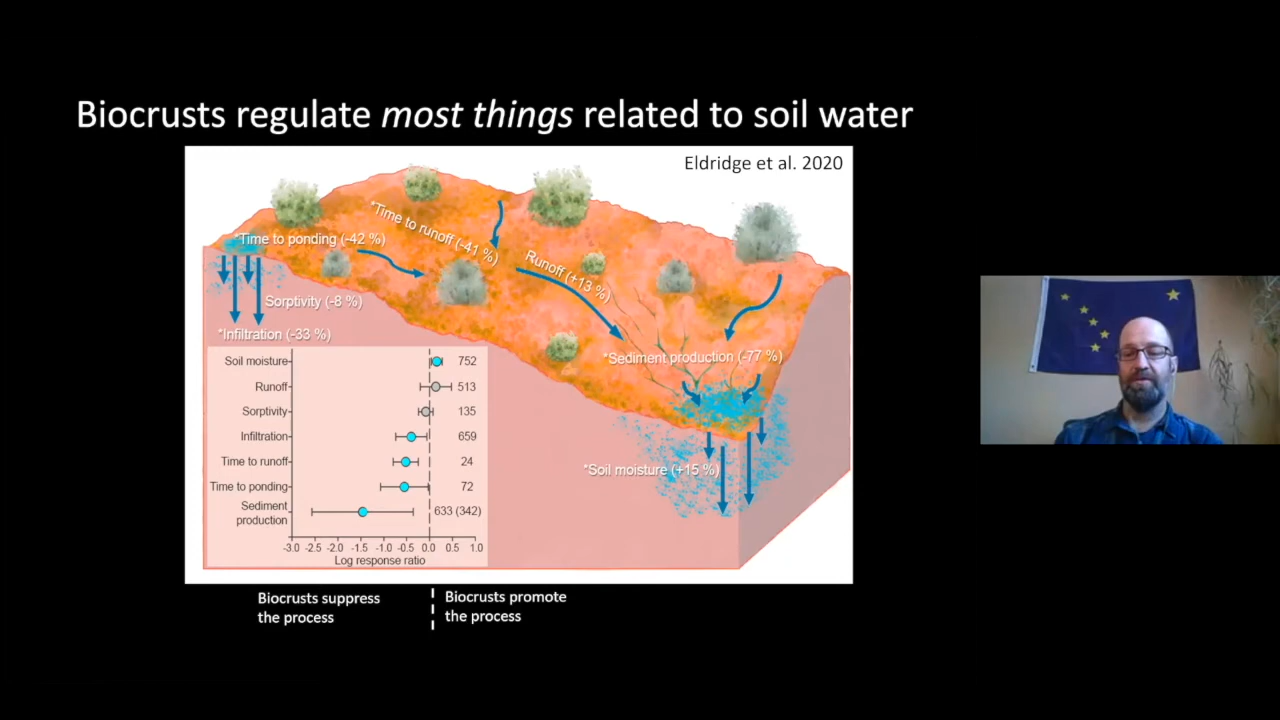 Biocrusts regulate most things related to soil water
Eldridge et al. 2020
*Time to runoff (-41 %)
*Time to ponding (-42 %)
Runoff (+13 %)
Sorptivity (-8 %)
*Infiltration (-33 %)
*Sediment production (-77 %)
*Soil moisture (+15 %)
Soil moisture 752
Runoff 513
Sorptivity 135
Infiltration 659
Time to runoff 24
Time to ponding 72
Sediment
production 633 (342)
-3.0 -2.5 -2.0 -1.5 -1.0 -0.5 0.0 0.5 1.0
Log response ratio
Biocrusts suppress
the process
Biocrusts promote
the process